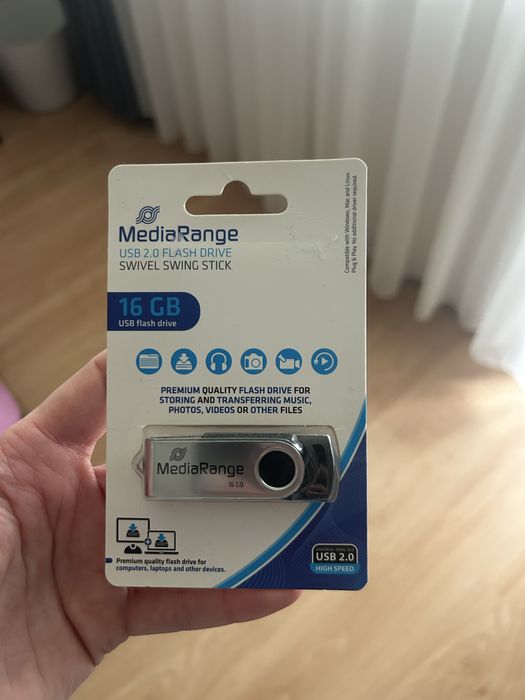 MediaRange
USB 2.0 FLASH DRIVE
SWIVEL SWING STICK
Compatible with Windows, Mac and Linux.
Plug & Play. No additional driver required.
16 GB
USB flash drive
PREMIUM QUALITY FLASH DRIVE FOR
STORING AND TRANSFERRING MUSIC,
PHOTOS, VIDEOS OR OTHER FILES
MediaRange
16 GB
Premium quality flash drive for
computers, laptops and other devices.
UNIVERSAL SERIAL BUS
USB 2.0
HIGH SPEED